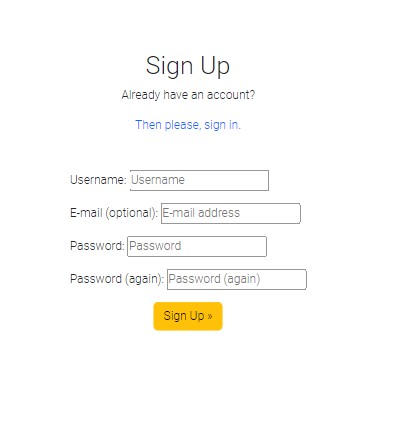 Sign Up
Already have an account?
Then please, sign in.
Username: Username
E-mail (optional): E-mail address
Password: Password
Password (again): Password (again)
Sign Up »